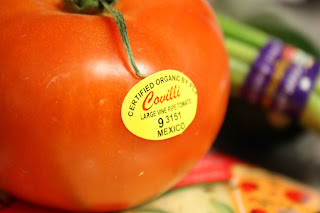 CERTIFIED ORGANIC BY
Covilli
LARGE VINE RIPE TOMATO
93151
MEXICO